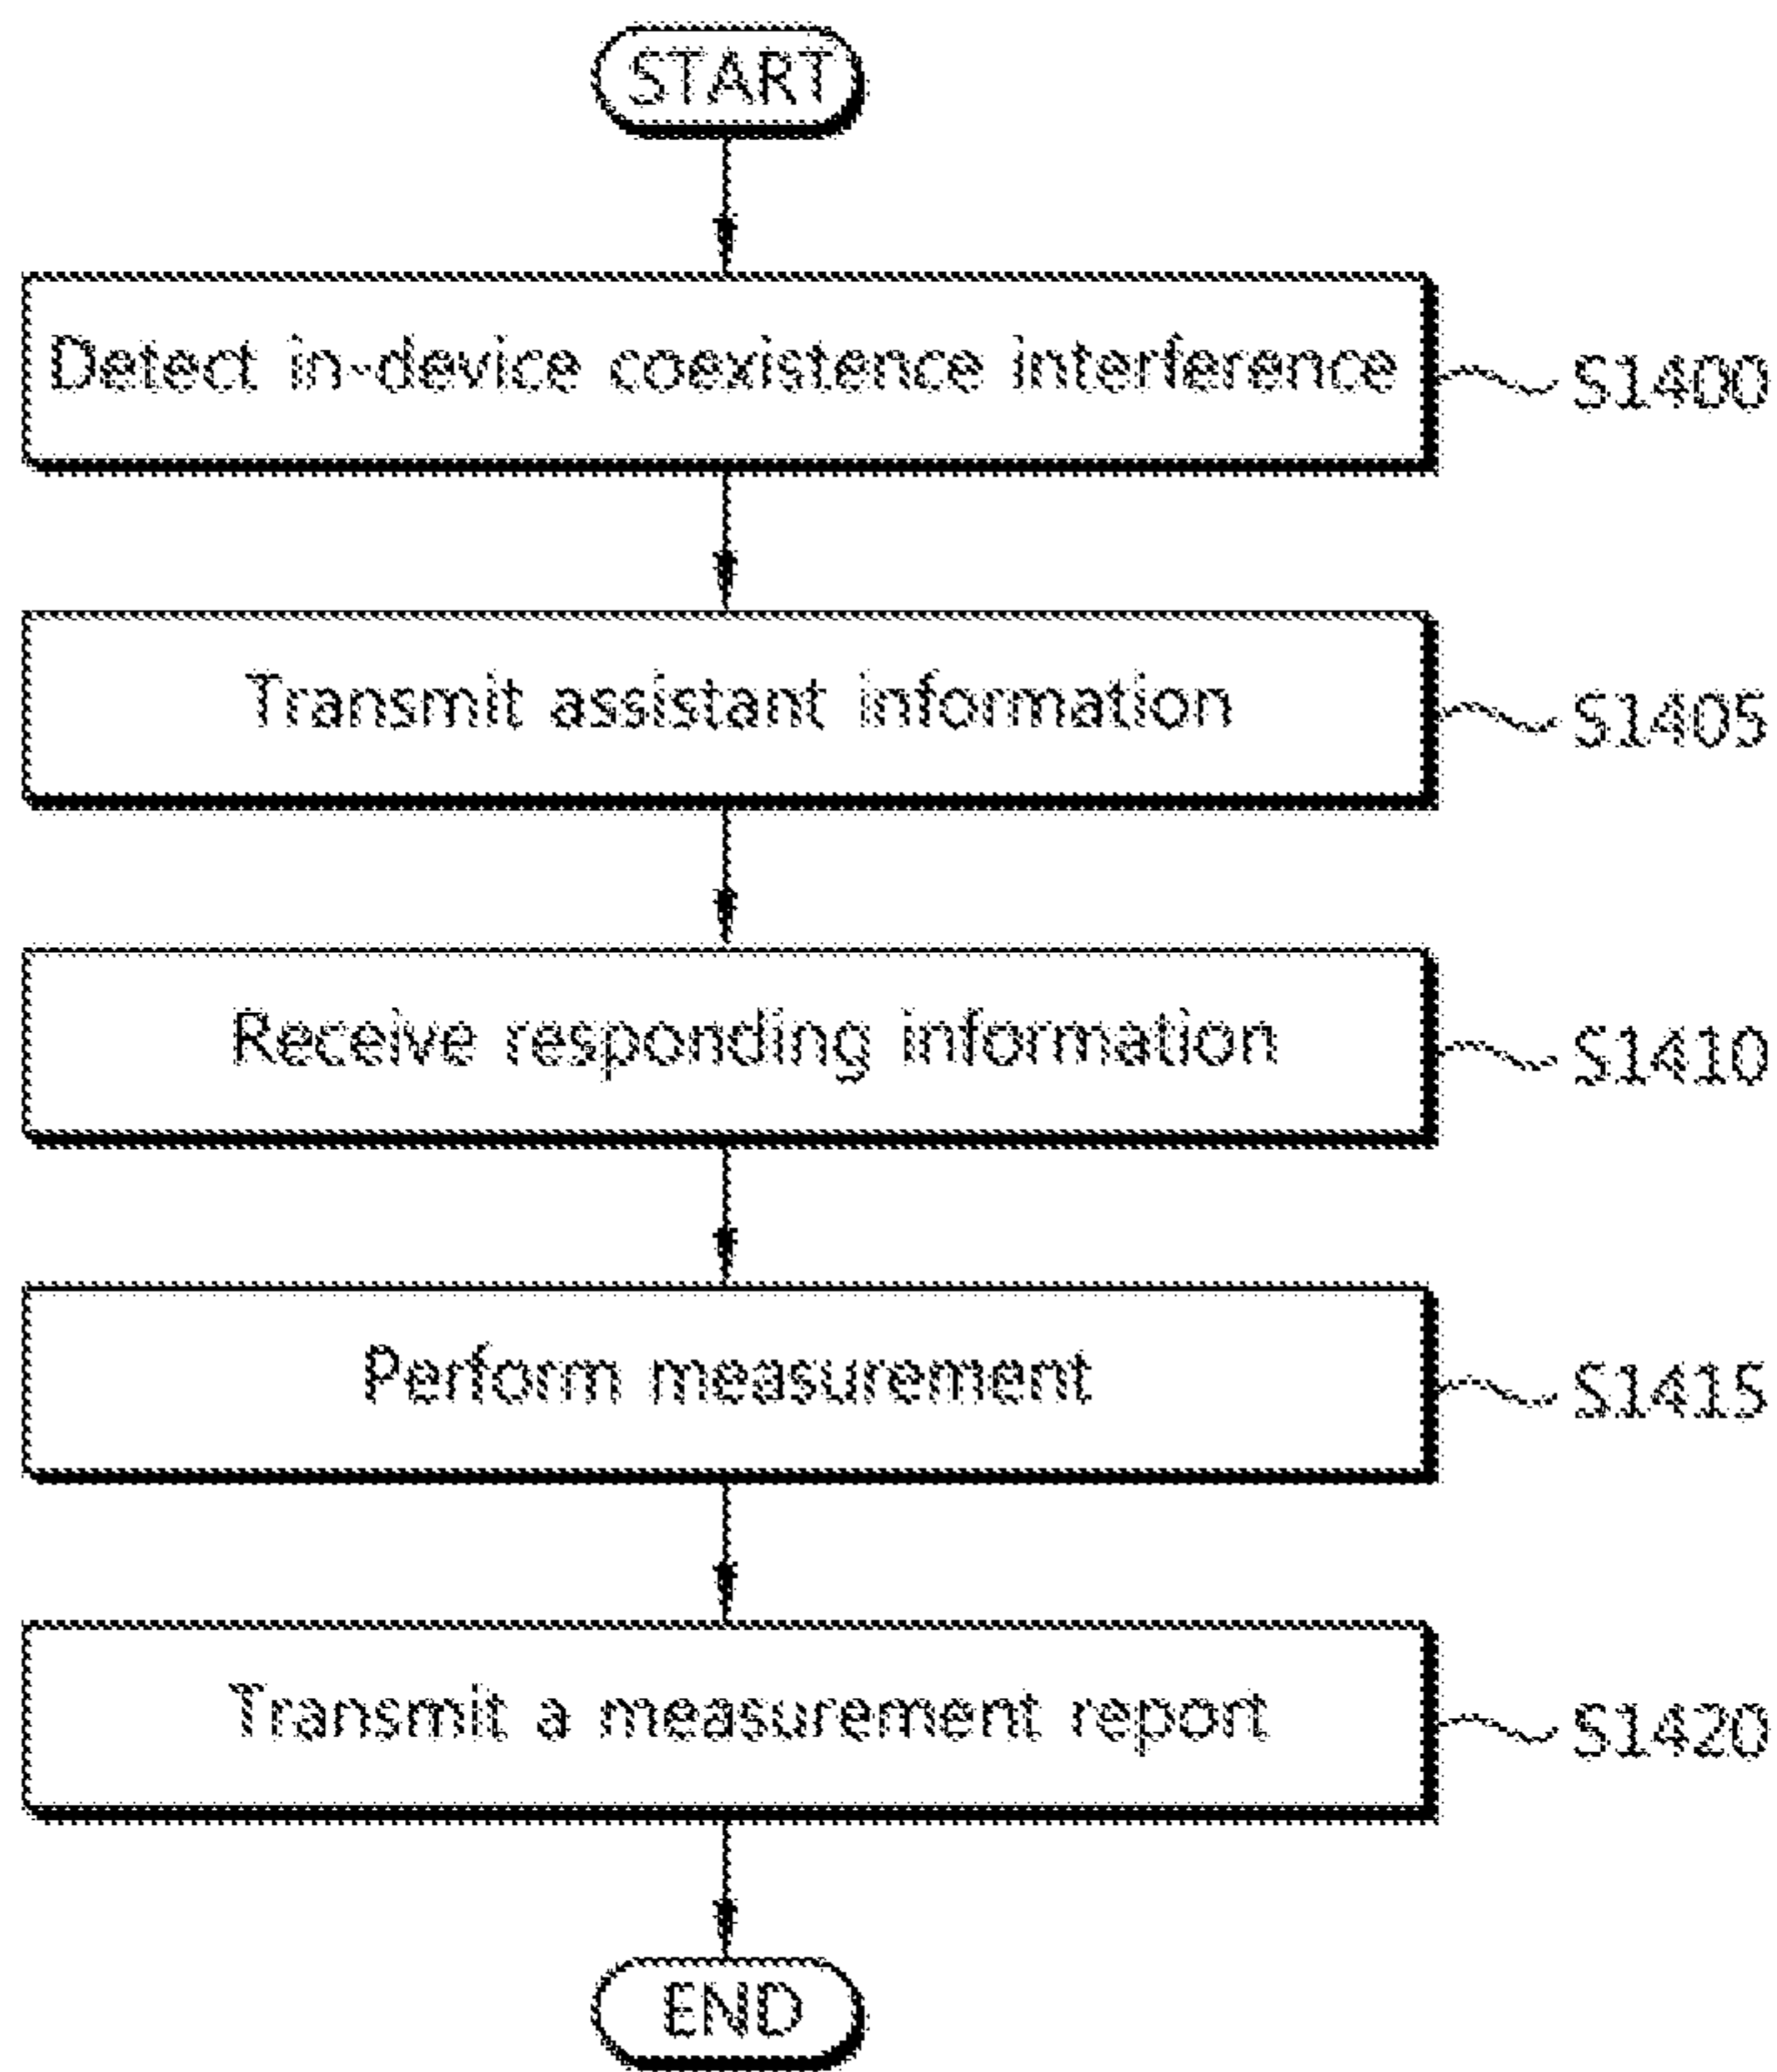 START
Detect in-device coexistence interference
S1400
Transmit assistant information
S1405
Receive responding information
S1410
Perform measurement
S1415
Transmit a measurement report
S1420
END